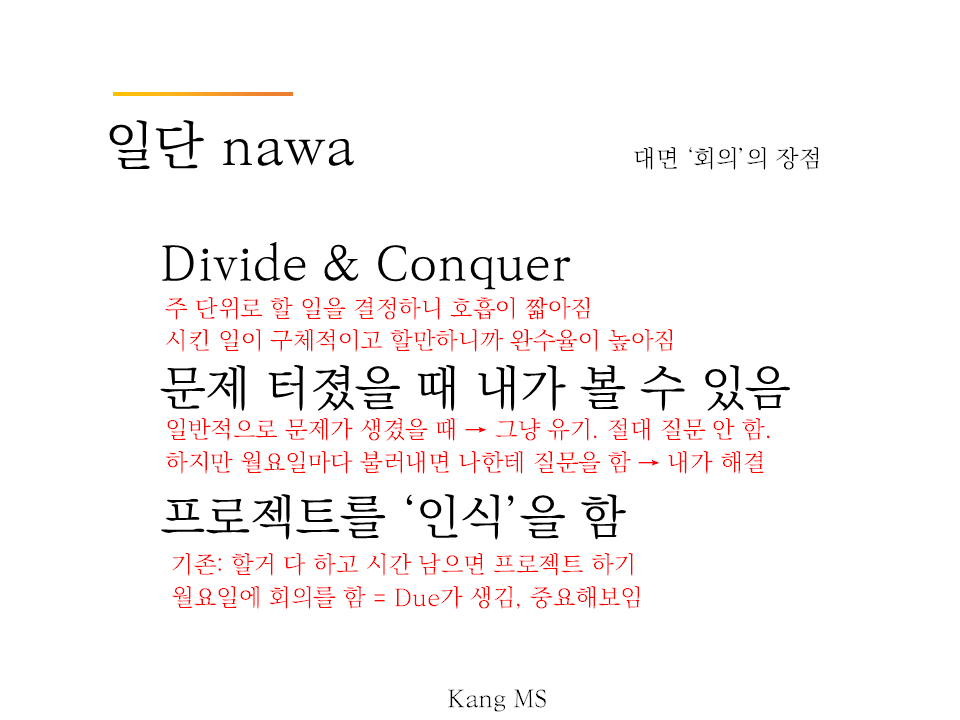 일단 nawa
대면 ‘회의’의 장점
Divide & Conquer
주 단위로 할 일을 결정하니 호흡이 짧아짐
시킨 일이 구체적이고 할만하니까 완수율이 높아짐
문제 터졌을 때 내가 볼 수 있음
일반적으로 문제가 생겼을 때 → 그냥 유기. 절대 질문 안 함.
하지만 월요일마다 불러내면 나한테 질문을 함 → 내가 해결
프로젝트를 ‘인식’을 함
기존: 할거 다 하고 시간 남으면 프로젝트 하기
월요일에 회의를 함 = Due가 생김, 중요해보임
Kang MS